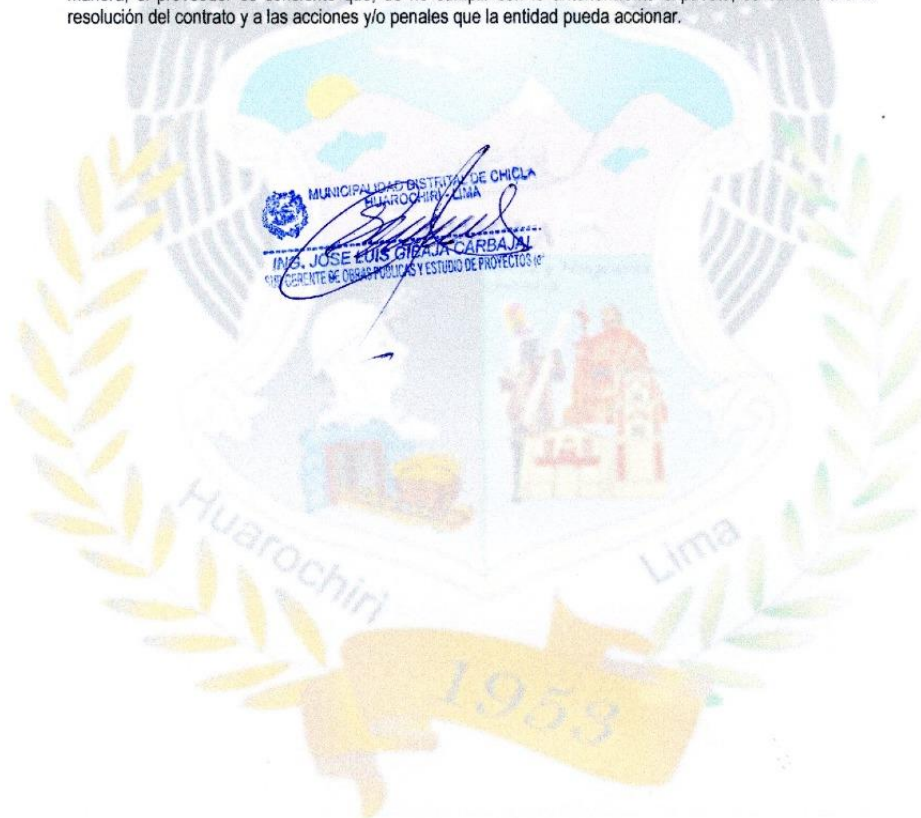 resolución del contrato y a las acciones y/o penales que la entidad pueda accionar.
MUNICIPALIDAD DISTRITAL DE CHICLA
HUAROCHIRI - LIMA
ING. JOSE LUIS GIBAJA CARBAJAL
SUB GERENTE DE OBRAS PUBLICAS Y ESTUDIO DE PROYECTOS (e)
Huarochiri
Lima
1953